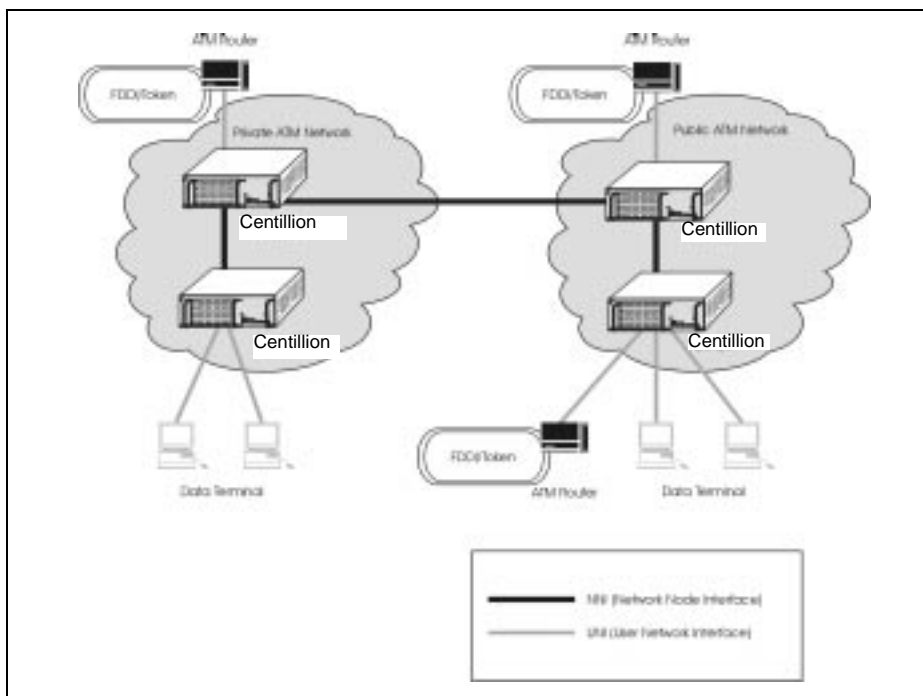 ATM Router
ATM Router
FDDI/Token
FDDI/Token
Private ATM Network
Public ATM Network
Centillion
Centillion
Centillion
Centillion
FDDI/Token
Data Terminal
ATM Router
Data Terminal
NNI (Network Node Interface)
UNI (User Network Interface)